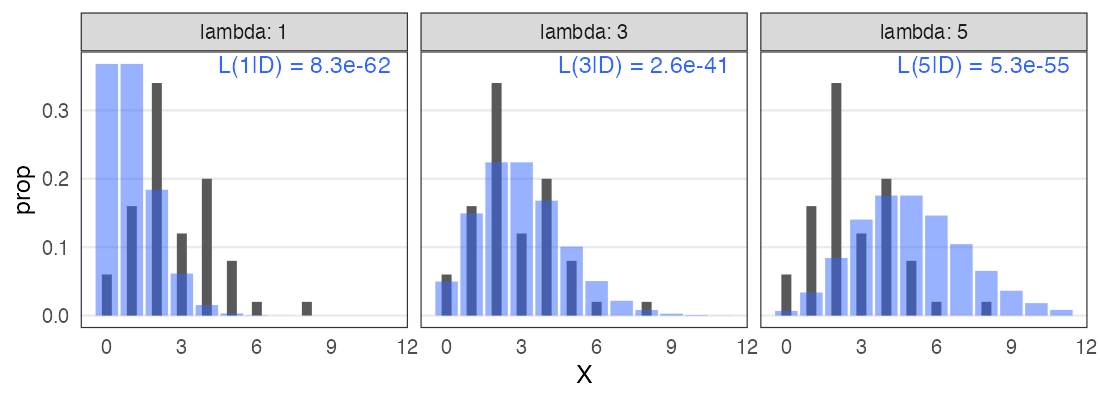 lambda: 1
lambda: 3
lambda: 5
L(1|D) = 8.3e-62
L(3|D) = 2.6e-41
L(5|D) = 5.3e-55
prop
0.3
0.2
0.1
0.0
0 3 6 9 12
0 3 6 9 12
0 3 6 9 12
X